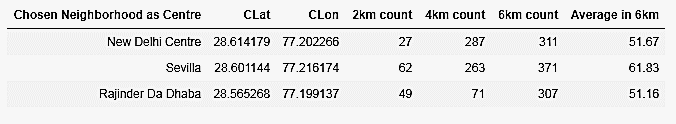 Chosen Neighborhood as Centre CLat CLon 2km count 4km count 6km count Average in 6km
New Delhi Centre 28.614179 77.202266 27 287 311 51.67
Sevilla 28.601144 77.216174 62 263 371 61.83
Rajinder Da Dhaba 28.565268 77.199137 49 71 307 51.16